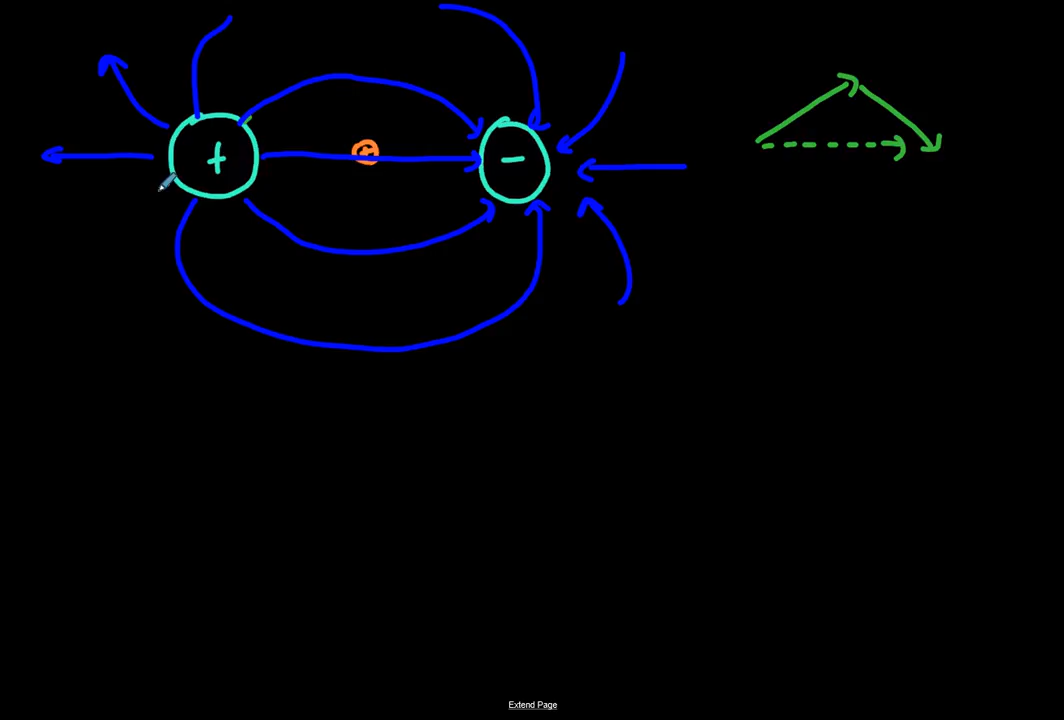 + + −
Extend Page